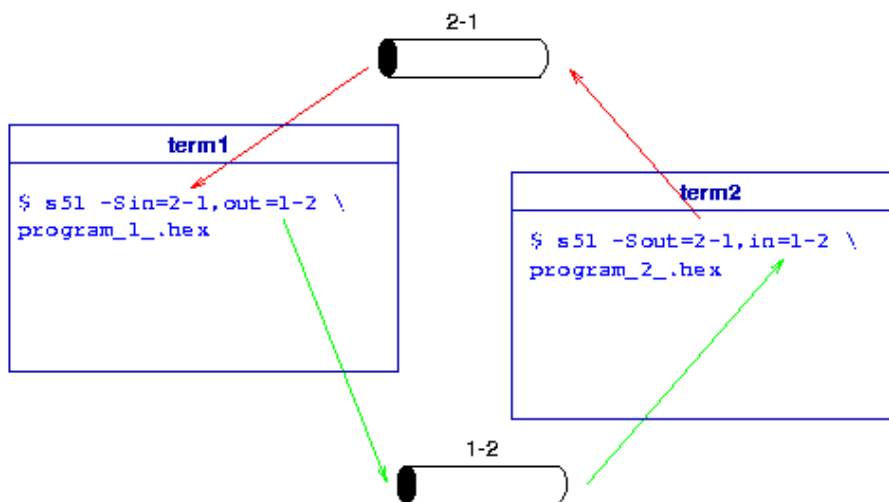 2-1
term1
$ s51 -Sin=2-1,out=1-2 \
program_1_.hex
term2
$ s51 -Sout=2-1,in=1-2 \
program_2_.hex
1-2